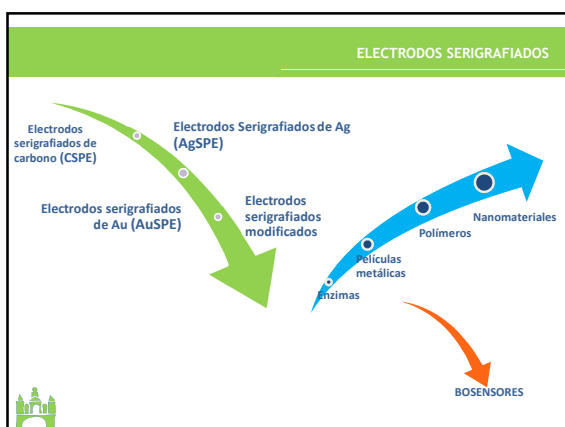 ELECTRODOS SERIGRAFIADOS
Electrodos
serigrafiados de
carbono (CSPE)
Electrodos Serigrafiados de Ag
(AgSPE)
Electrodos serigrafiados
de Au (AuSPE)
Electrodos
serigrafiados
modificados
Enzimas
Películas
metálicas
Polímeros
Nanomateriales
BOSENSORES